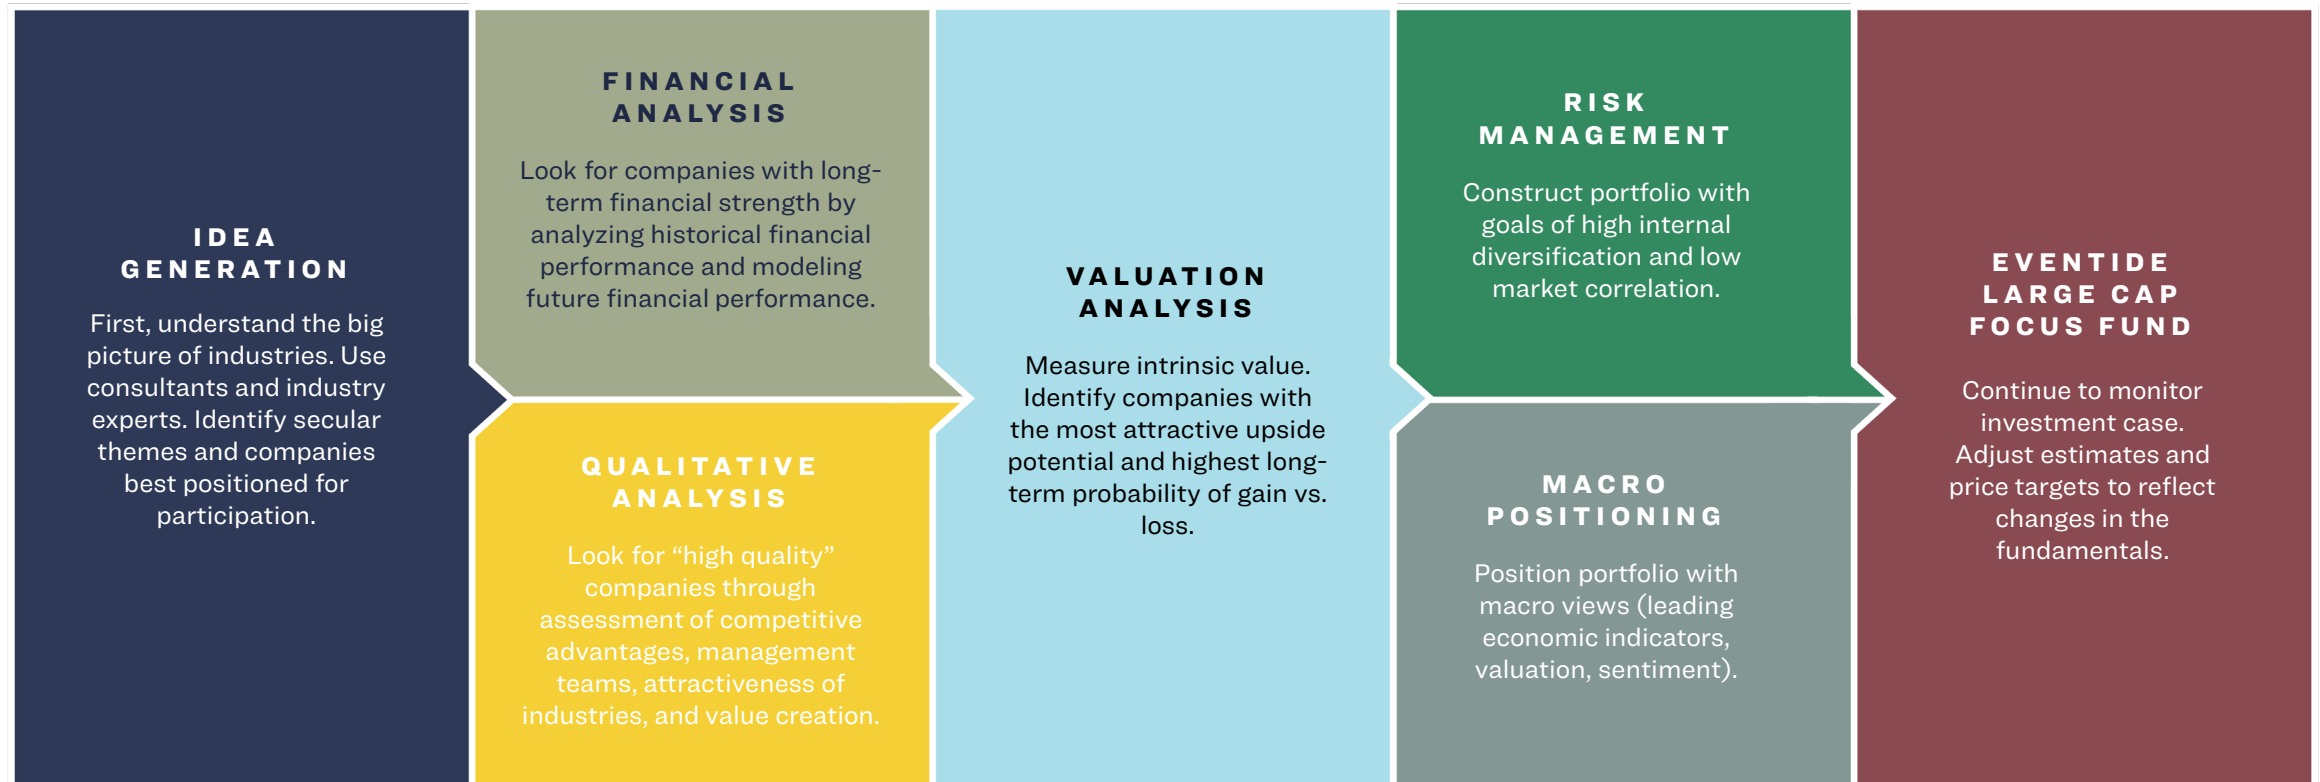 IDEA
GENERATION
First, understand the big
picture of industries. Use
consultants and industry
experts. Identify secular
themes and companies
best positioned for
participation.
FINANCIAL
ANALYSIS
Look for companies with long-
term financial strength by
analyzing historical financial
performance and modeling
future financial performance.
QUALITATIVE
ANALYSIS
Look for “high quality”
companies through
assessment of competitive
advantages, management
teams, attractiveness of
industries, and value creation.
VALUATION
ANALYSIS
Measure intrinsic value.
Identify companies with
the most attractive upside
potential and highest long-
term probability of gain vs.
loss.
RISK
MANAGEMENT
Construct portfolio with
goals of high internal
diversification and low
market correlation.
MACRO
POSITIONING
Position portfolio with
macro views (leading
economic indicators,
valuation, sentiment).
EVENTIDE
LARGE CAP
FOCUS FUND
Continue to monitor
investment case.
Adjust estimates and
price targets to reflect
changes in the
fundamentals.